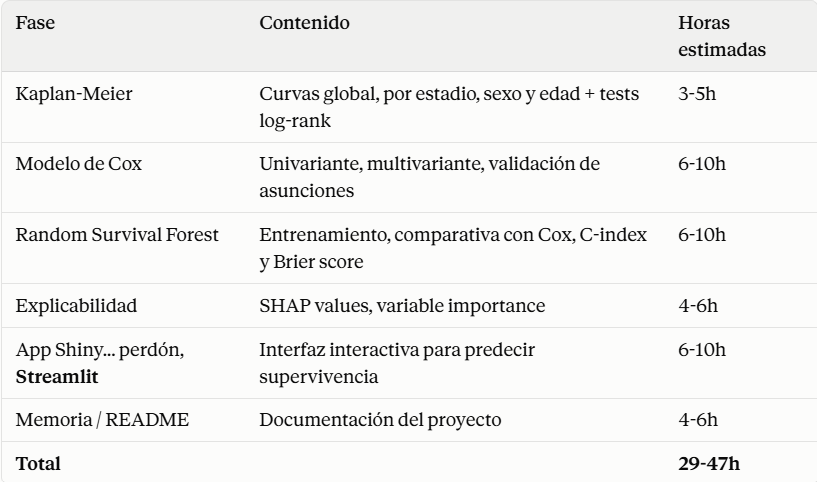 Fase Contenido Horas
estimadas
Kaplan-Meier Curvas global, por estadio, sexo y edad + tests 3-5h
log-rank
Modelo de Cox Univariante, multivariante, validación de 6-10h
asunciones
Random Survival Forest Entrenamiento, comparativa con Cox, C-index 6-10h
y Brier score
Explicabilidad SHAP values, variable importance 4-6h
App Shiny... perdón, Interfaz interactiva para predecir 6-10h
Streamlit supervivencia
Memoria / README Documentación del proyecto 4-6h
Total 29-47h